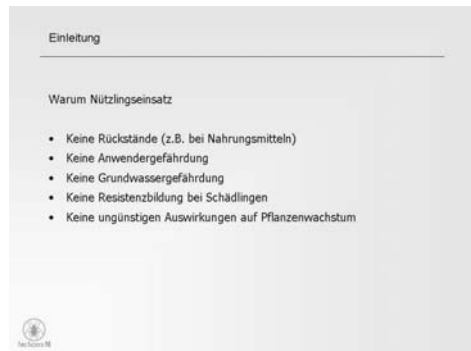 Einleitung
Warum Nützlingseinsatz
• Keine Rückstände (z.B. bei Nahrungsmitteln)
• Keine Anwendergefährdung
• Keine Grundwassergefährdung
• Keine Resistenzbildung bei Schädlingen
• Keine ungünstigen Auswirkungen auf Pflanzenwachstum